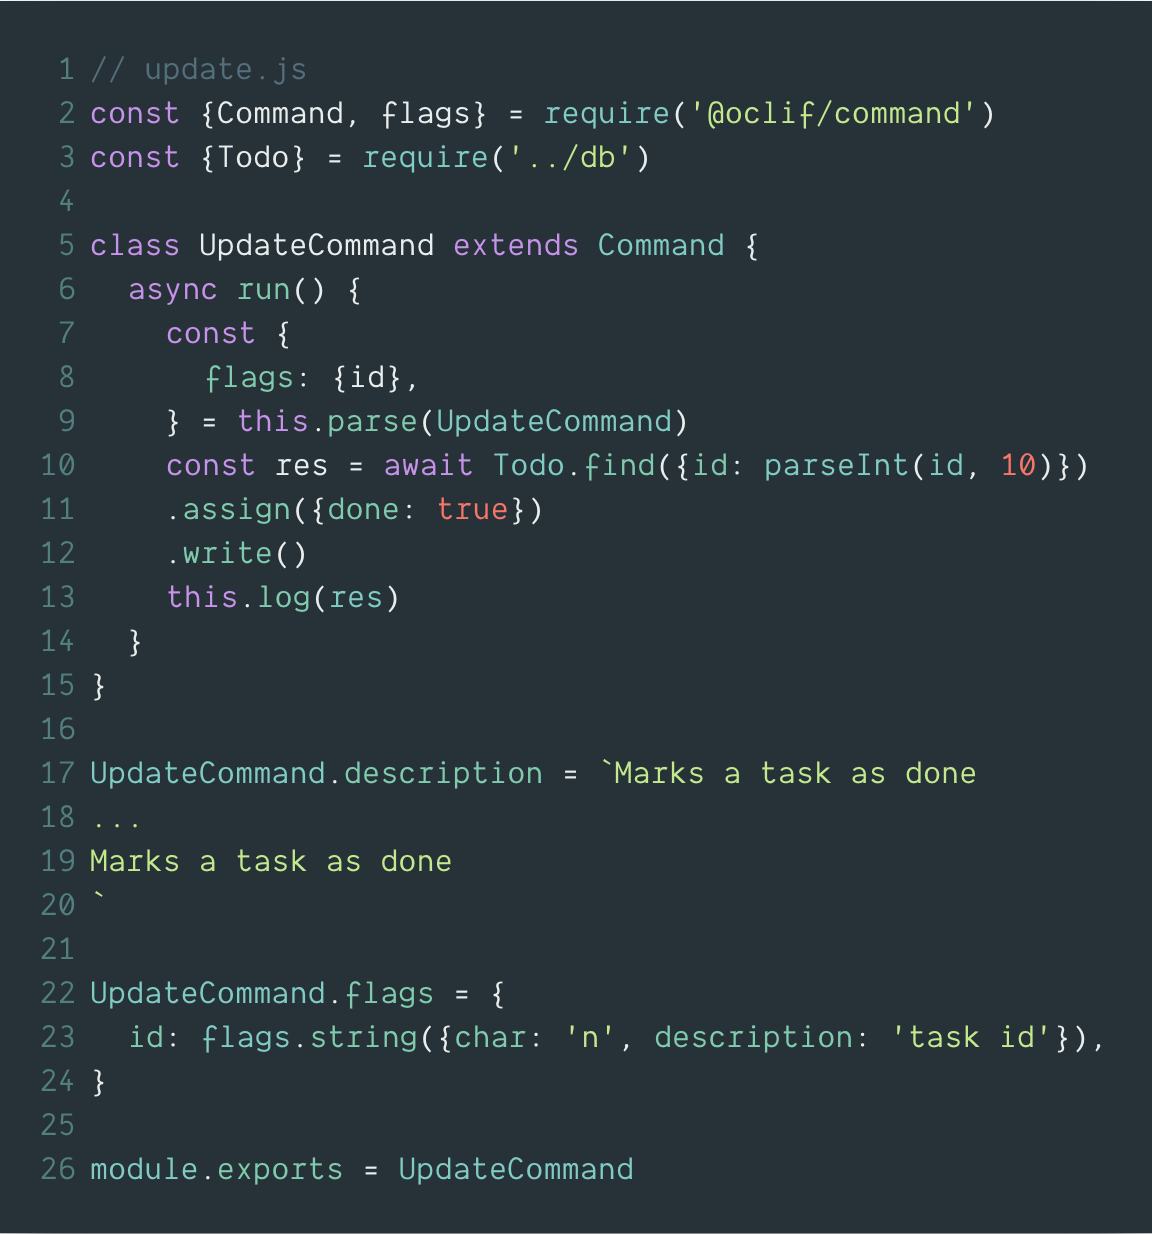 1 // update.js
2 const {Command, flags} = require('@oclif/command')
3 const {Todo} = require('../db')
4
5 class UpdateCommand extends Command {
6   async run() {
7     const {
8       flags: {id},
9     } = this.parse(UpdateCommand)
10     const res = await Todo.find({id: parseInt(id, 10)})
11     .assign({done: true})
12     .write()
13     this.log(res)
14   }
15 }
16
17 UpdateCommand.description = `Marks a task as done
18 ...
19 Marks a task as done
20 `
21
22 UpdateCommand.flags = {
23   id: flags.string({char: 'n', description: 'task id'}),
24 }
25
26 module.exports = UpdateCommand